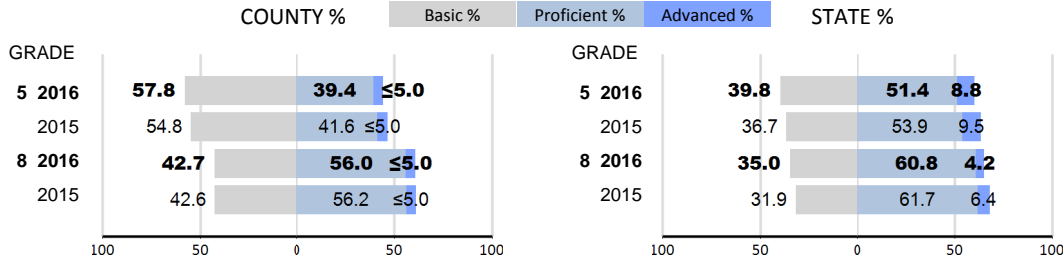 COUNTY % Basic % Proficient % Advanced % STATE %
GRADE GRADE
5 2016 57.8 39.4 ≤5.0 5 2016 39.8 51.4 8.8
2015 54.8 41.6 ≤5.0 2015 36.7 53.9 9.5
8 2016 42.7 56.0 ≤5.0 8 2016 35.0 60.8 4.2
2015 42.6 56.2 ≤5.0 2015 31.9 61.7 6.4
100 50 0 50 100 100 50 0 50 100